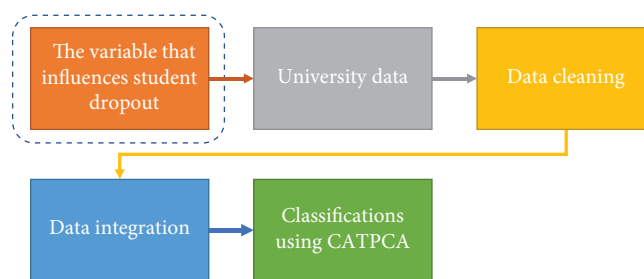 The variable that
influences student
dropout
University data
Data cleaning
Data integration
Classifications
using CATPCA